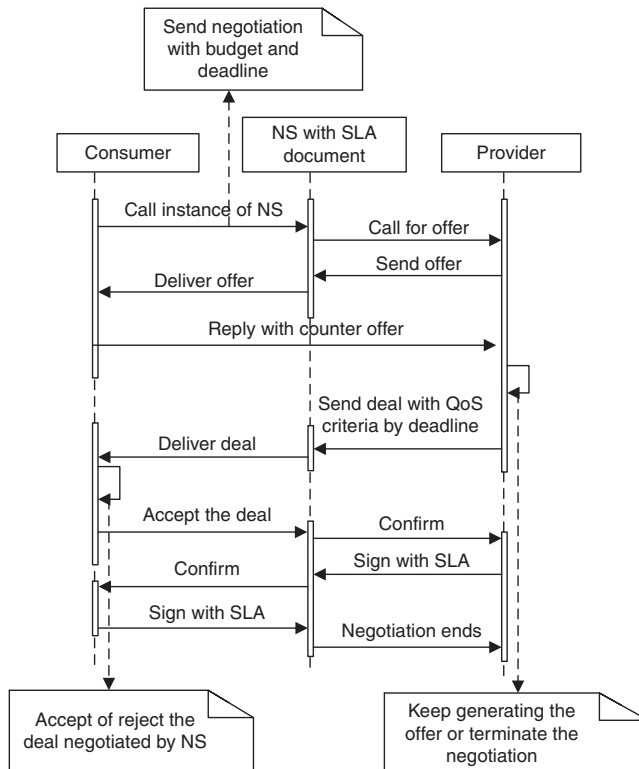 Send negotiation
with budget and
deadline
Consumer
NS with SLA
document
Provider
Call instance of NS
Call for offer
Send offer
Deliver offer
Reply with counter offer
Send deal with QoS
criteria by deadline
Deliver deal
Accept the deal
Confirm
Sign with SLA
Confirm
Sign with SLA
Negotiation ends
Accept of reject the
deal negotiated by NS
Keep generating the
offer or terminate the
negotiation